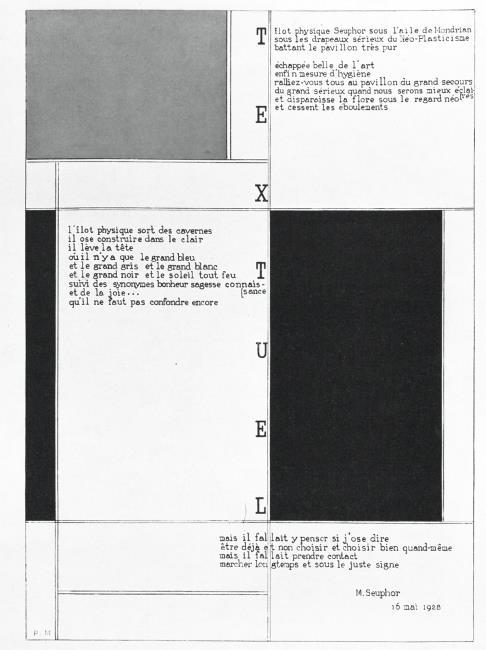 T
E
X
T
U
E
L
îlot physique Seuphor sous l'aile de Mondrian
sous les drapeaux sérieux du Néo-Plasticisme
battant le pavillon très pur
échappée belle de l'art
enfin mesure d'hygiène
ralliez-vous tous au pavillon du grand secours
du grand sérieux quand nous serons mieux éclai-
et disparaisse la flore sous le regard néo [rés
et cessent les éboulements
l'îlot physique sort des cavernes
il ose construire dans le clair
il lève la tête
où il n'y a que le grand bleu
et le grand gris et le grand blanc
et le grand noir et le soleil tout feu
suivi des synonymes bonheur sagesse connais-
et de la joie... [sance
qu'il ne faut pas confondre encore
mais il fallait y penser si j'ose dire
être déjà et non choisir et choisir bien quand-même
mais il fallait prendre contact
marcher longtemps et sous le juste signe
M. Seuphor
16 mai 1928
P. M